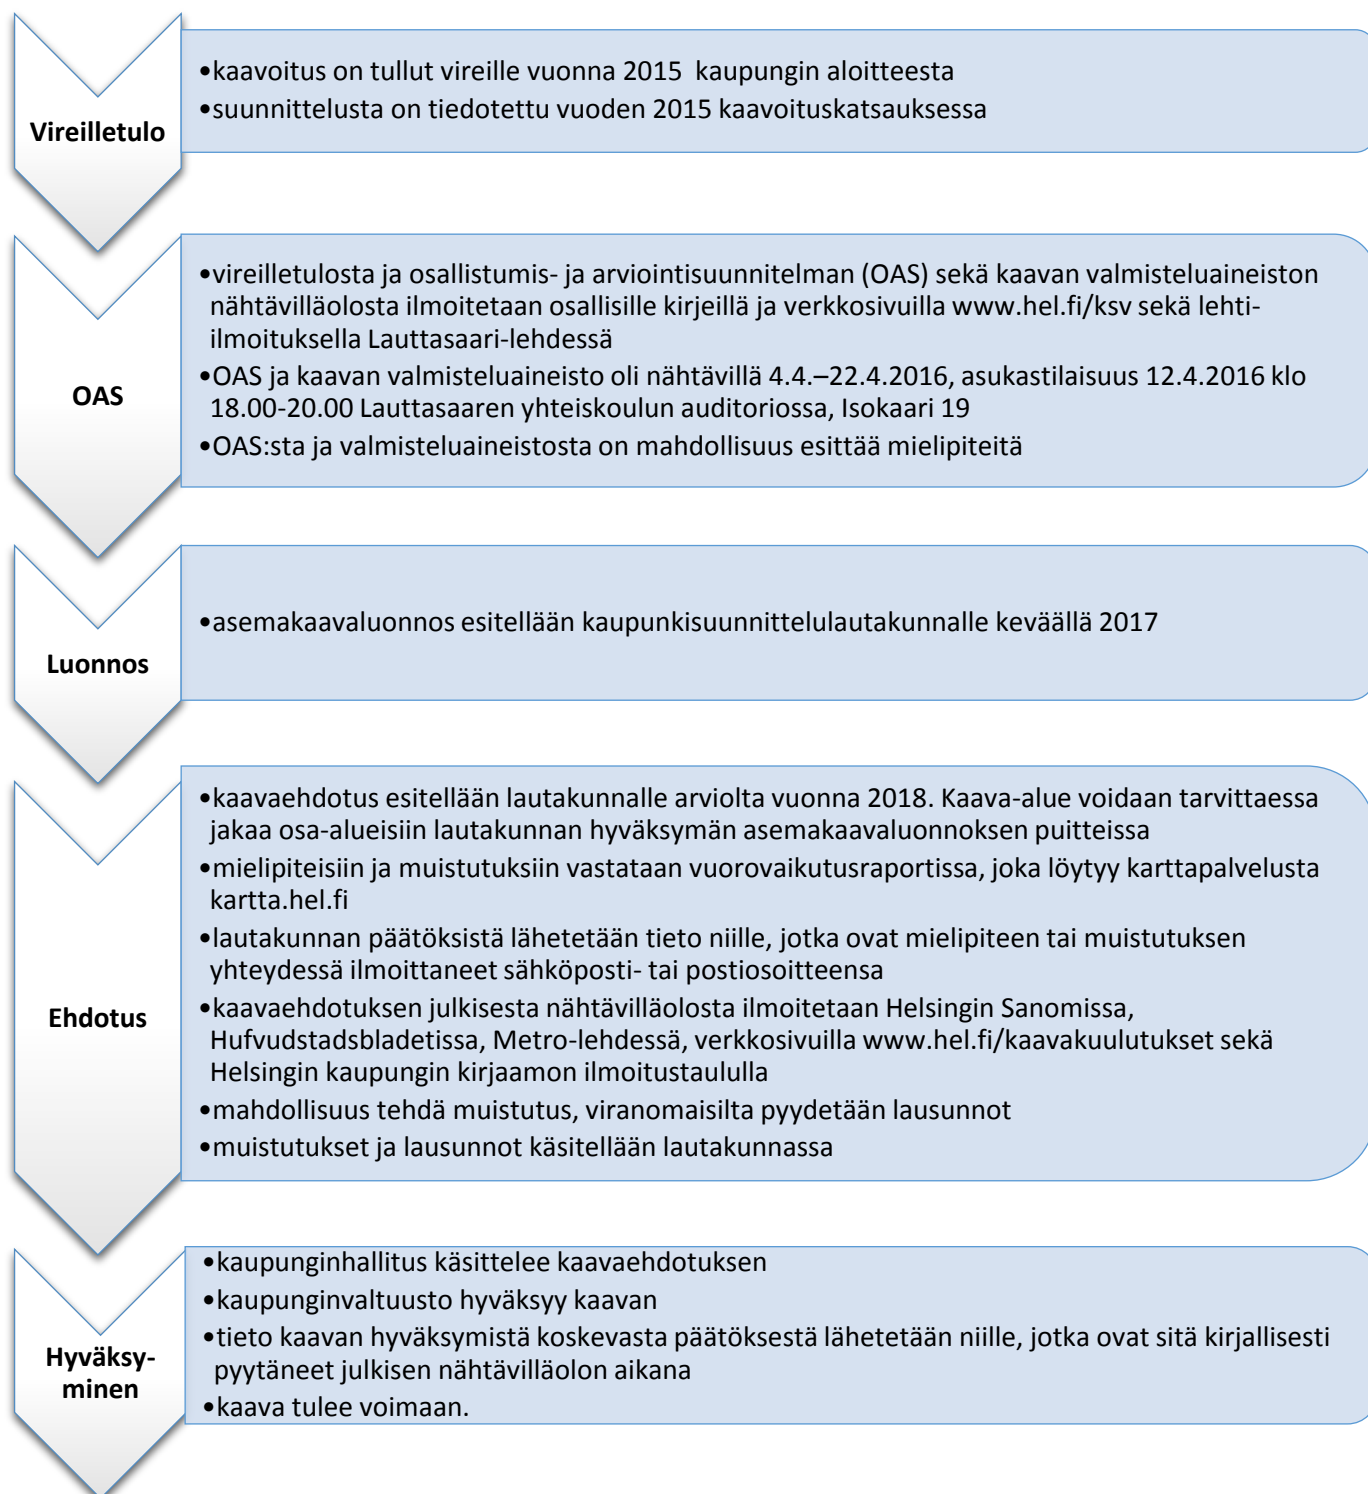 Vireilletulo
•kaavoitus on tullut vireille vuonna 2015 kaupungin aloitteesta
•suunnittelusta on tiedotettu vuoden 2015 kaavoituskatsauksessa
OAS
•vireilletulosta ja osallistumis- ja arviointisuunnitelman (OAS) sekä kaavan valmisteluaineiston
nähtävilläolosta ilmoitetaan osallisille kirjeillä ja verkkosivuilla www.hel.fi/ksv sekä lehti-
ilmoituksella Lauttasaari-lehdessä
•OAS ja kaavan valmisteluaineisto oli nähtävillä 4.4.–22.4.2016, asukastilaisuus 12.4.2016 klo
18.00-20.00 Lauttasaaren yhteiskoulun auditoriossa, Isokaari 19
•OAS:sta ja valmisteluaineistosta on mahdollisuus esittää mielipiteitä
Luonnos
•asemakaavaluonnos esitellään kaupunkisuunnittelulautakunnalle keväällä 2017
Ehdotus
•kaavaehdotus esitellään lautakunnalle arviolta vuonna 2018. Kaava-alue voidaan tarvittaessa
jakaa osa-alueisiin lautakunnan hyväksymän asemakaavaluonnoksen puitteissa
•mielipiteisiin ja muistutuksiin vastataan vuorovaikutusraportissa, joka löytyy karttapalvelusta
kartta.hel.fi
•lautakunnan päätöksistä lähetetään tieto niille, jotka ovat mielipiteen tai muistutuksen
yhteydessä ilmoittaneet sähköposti- tai postiosoitteensa
•kaavaehdotuksen julkisesta nähtävilläolosta ilmoitetaan Helsingin Sanomissa,
Hufvudstadsbladetissa, Metro-lehdessä, verkkosivuilla www.hel.fi/kaavakuulutukset sekä
Helsingin kaupungin kirjaamon ilmoitustaululla
•mahdollisuus tehdä muistutus, viranomaisilta pyydetään lausunnot
•muistutukset ja lausunnot käsitellään lautakunnassa
Hyväksy-
minen
•kaupunginhallitus käsittelee kaavaehdotuksen
•kaupunginvaltuusto hyväksyy kaavan
•tieto kaavan hyväksymistä koskevasta päätöksestä lähetetään niille, jotka ovat sitä kirjallisesti
pyytäneet julkisen nähtävilläolon aikana
•kaava tulee voimaan.